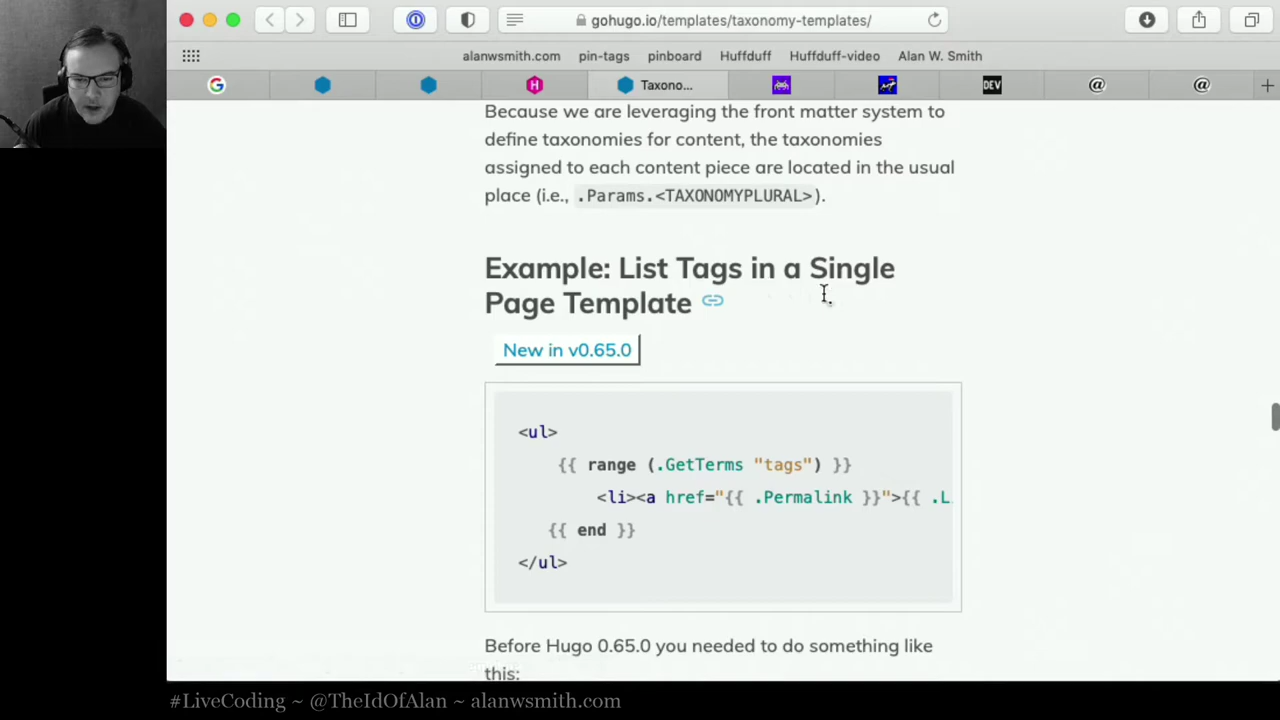 gohugo.io/templates/taxonomy-templates/
alanwsmith.com pin-tags pinboard Huffduff Huffduff-video Alan W. Smith
G H Taxono... DEV @ @ +
Because we are leveraging the front matter system to
define taxonomies for content, the taxonomies
assigned to each content piece are located in the usual
place (i.e., .Params.<TAXONOMYPLURAL>).
Example: List Tags in a Single
Page Template
New in v0.65.0
<ul>
{{ range (.GetTerms "tags") }}
<li><a href="{{ .Permalink }}">{{ .L
{{ end }}
</ul>
Before Hugo 0.65.0 you needed to do something like
this:
#LiveCoding ~ @TheIdOfAlan ~ alanwsmith.com